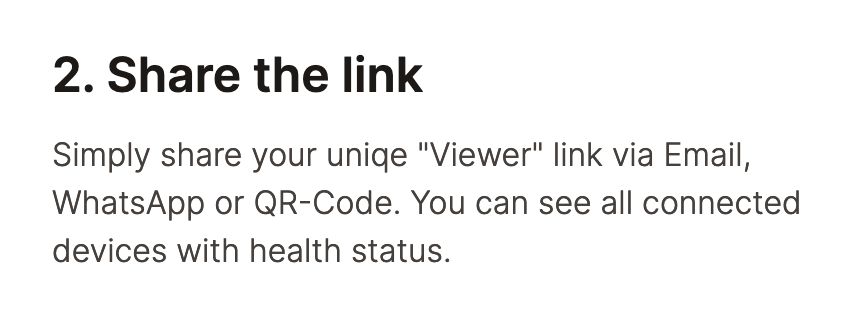 2. Share the link
Simply share your uniqe "Viewer" link via Email,
WhatsApp or QR-Code. You can see all connected
devices with health status.